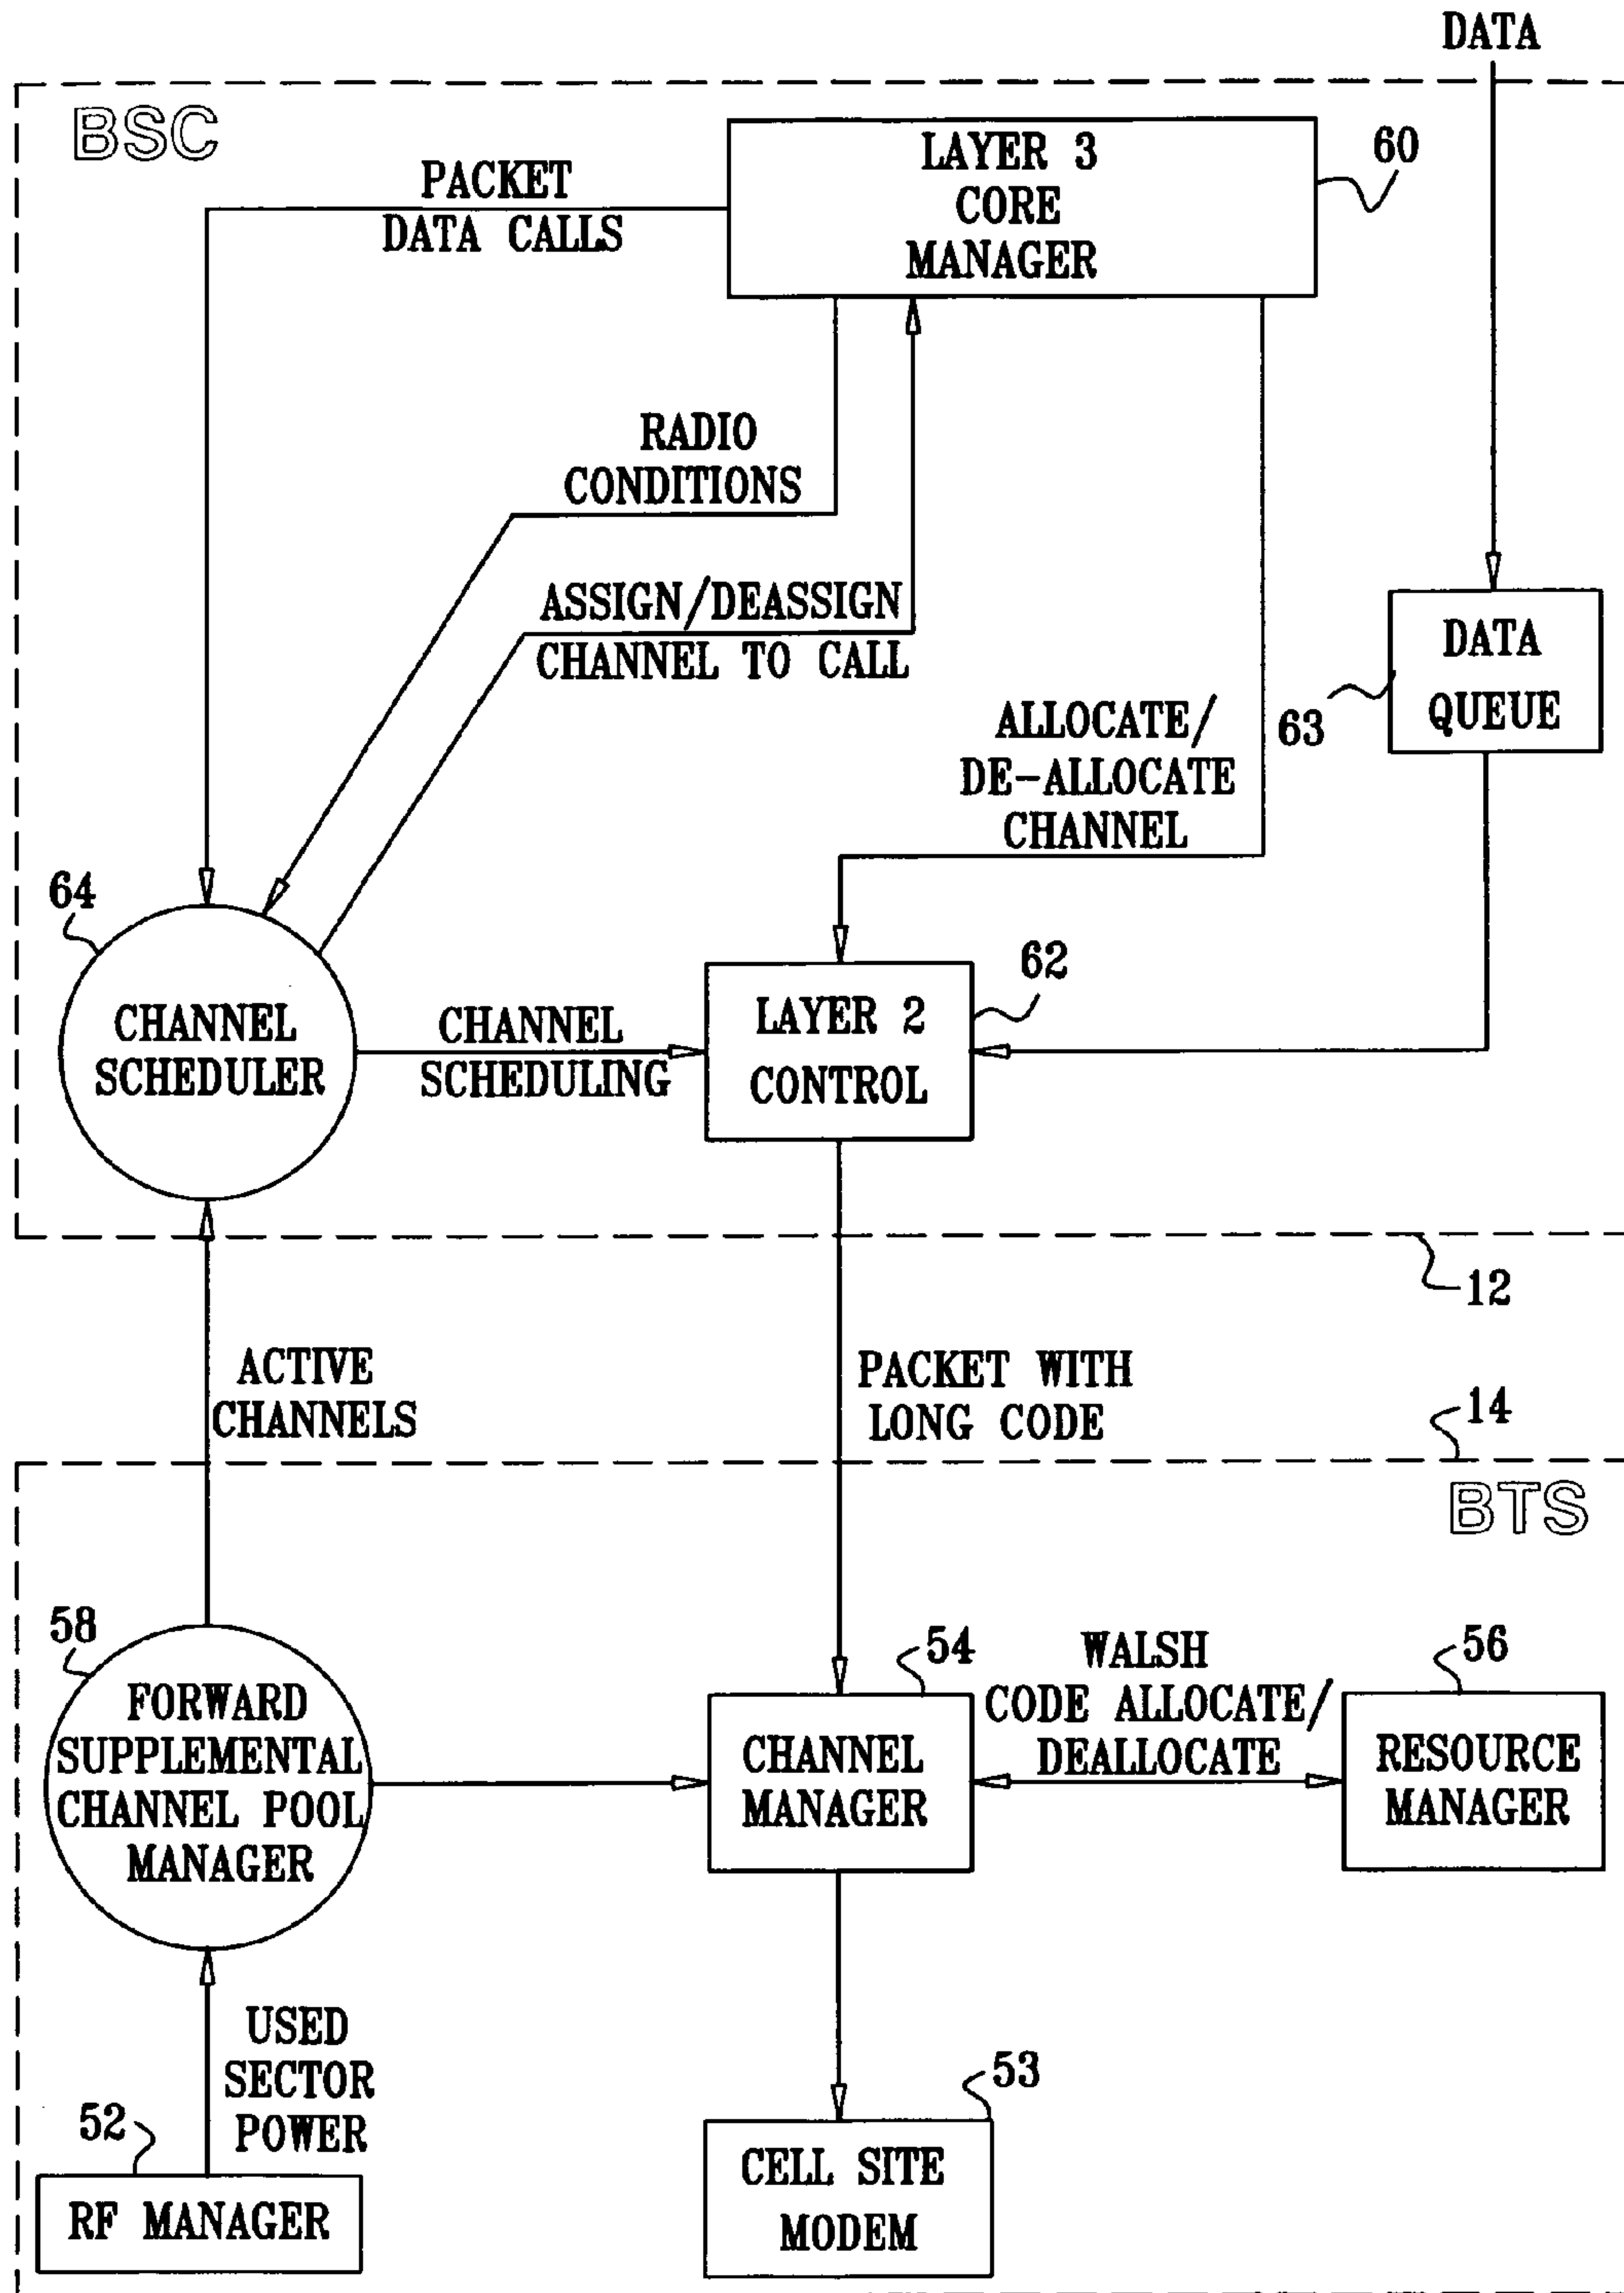 DATA
BSC
LAYER 3
CORE
MANAGER
60
PACKET
DATA CALLS
RADIO
CONDITIONS
ASSIGN/DEASSIGN
CHANNEL TO CALL
DATA
QUEUE
63
ALLOCATE/
DE-ALLOCATE
CHANNEL
64
CHANNEL
SCHEDULER
CHANNEL
SCHEDULING
62
LAYER 2
CONTROL
12
ACTIVE
CHANNELS
PACKET WITH
LONG CODE
14
BTS
58
FORWARD
SUPPLEMENTAL
CHANNEL POOL
MANAGER
54
CHANNEL
MANAGER
WALSH
CODE ALLOCATE/
DEALLOCATE
56
RESOURCE
MANAGER
USED
SECTOR
POWER
52
RF MANAGER
53
CELL SITE
MODEM